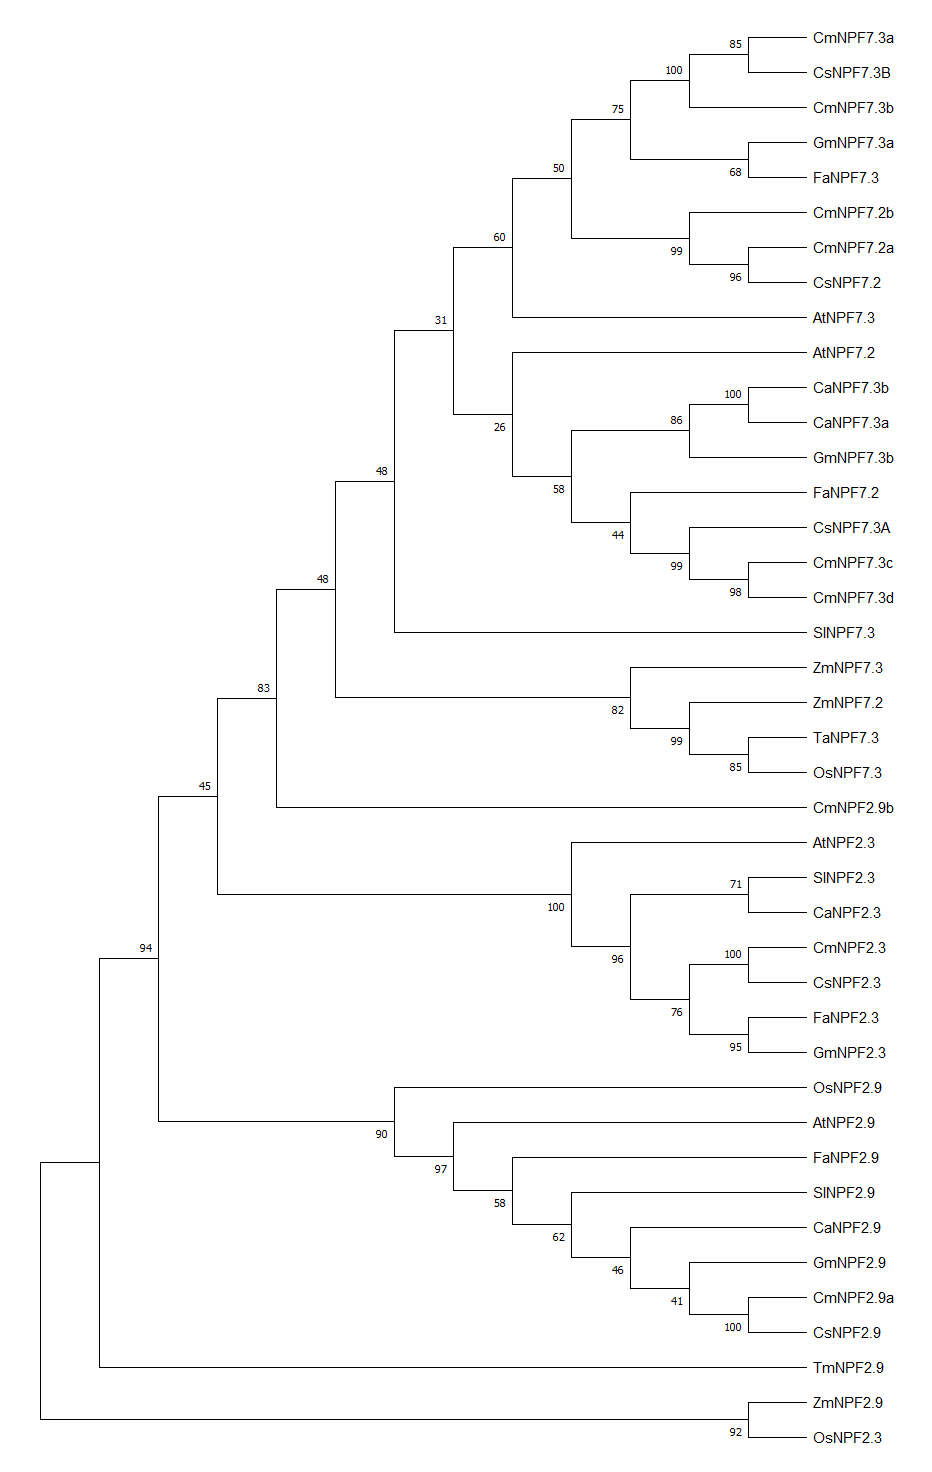 CmNPF7.3a
85
CsNPF7.3B
100
CmNPF7.3b
75
GmNPF7.3a
50
68
FaNPF7.3
CmNPF7.2b
60
99
CmNPF7.2a
96
CsNPF7.2
31
AtNPF7.3
AtNPF7.2
100
CaNPF7.3b
26
86
CaNPF7.3a
GmNPF7.3b
48
58
FaNPF7.2
44
CsNPF7.3A
99
CmNPF7.3c
48
98
CmNPF7.3d
SlNPF7.3
ZmNPF7.3
83
82
ZmNPF7.2
99
TaNPF7.3
85
OsNPF7.3
45
CmNPF2.9b
AtNPF2.3
71
SlNPF2.3
100
CaNPF2.3
94
96
100
CmNPF2.3
CsNPF2.3
76
FaNPF2.3
95
GmNPF2.3
OsNPF2.9
90
AtNPF2.9
97
FaNPF2.9
58
SlNPF2.9
62
CaNPF2.9
46
GmNPF2.9
41
CmNPF2.9a
100
CsNPF2.9
TmNPF2.9
ZmNPF2.9
92
OsNPF2.3